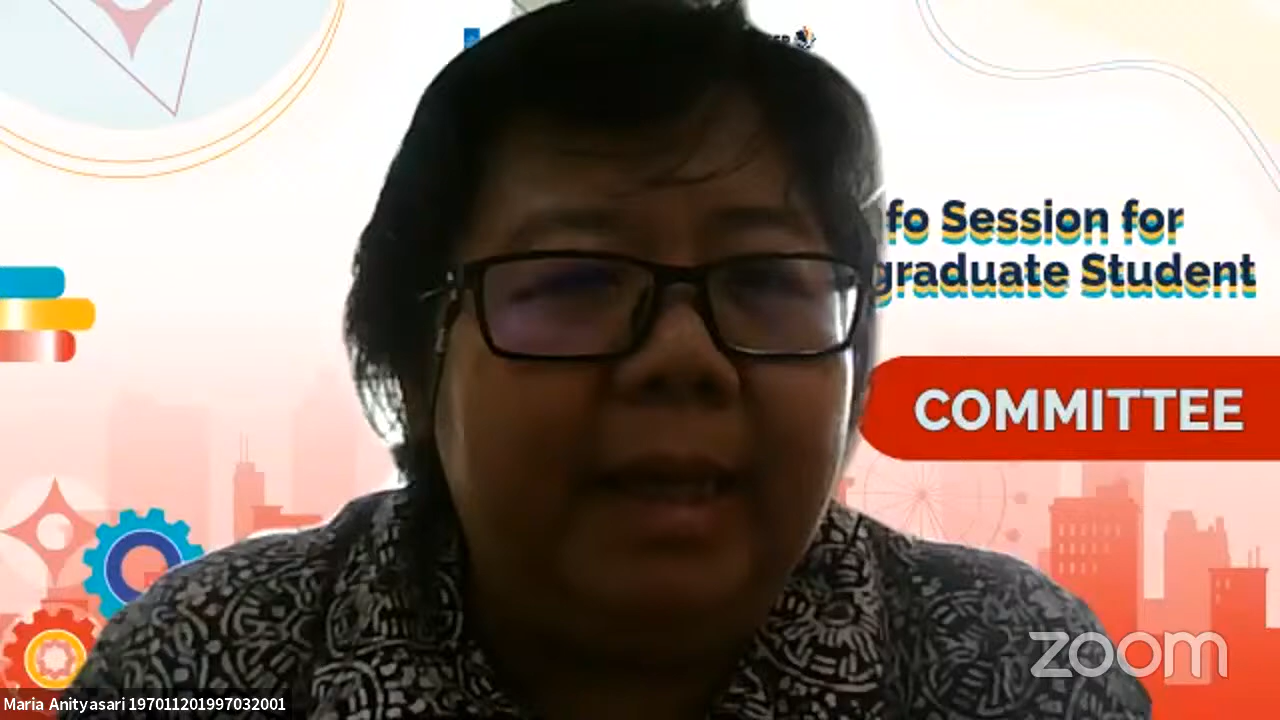 fo Session for
graduate Student
COMMITTEE
zoom
Maria Anityasari 197011201997032001